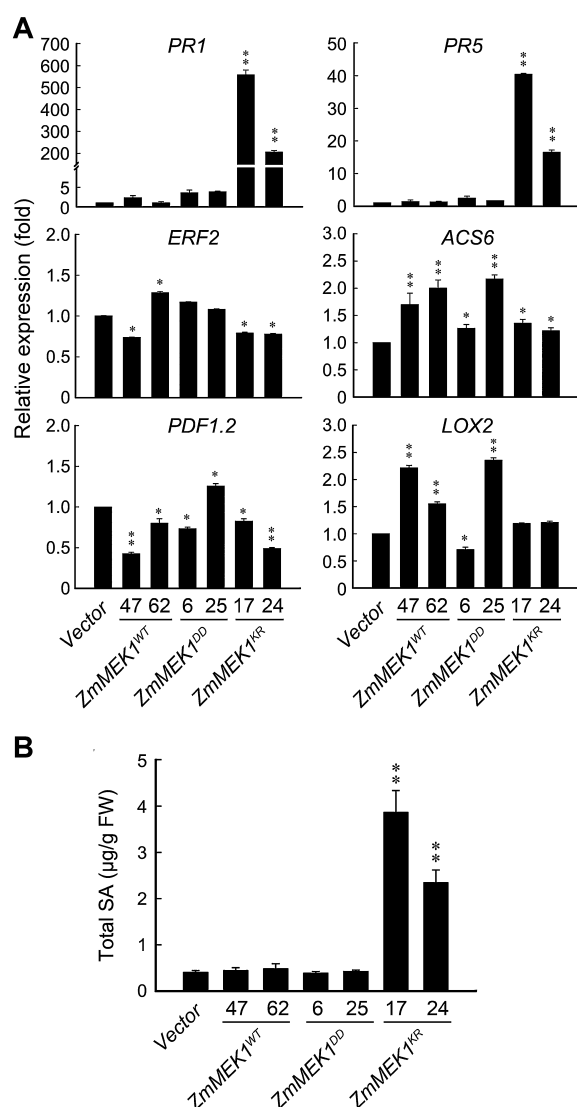 A
PR1
PR5
700
600
500
400
300
200
5
0
50
40
30
20
10
0
* *
* *
* *
* *
Relative expression (fold)
ERF2
ACS6
2.0
1.5
1.0
0.5
0
2.5
2.0
1.5
1.0
0.5
0
*
*
*
*
* *
* *
*
* *
*
*
PDF1.2
LOX2
2.0
1.5
1.0
0.5
0
3.0
2.5
2.0
1.5
1.0
0.5
0
* *
*
*
*
*
* *
* *
* *
*
* *
Vector
47 62 6 25 17 24
ZmMEK1WT
ZmMEK1DD
ZmMEK1KR
Vector
47 62 6 25 17 24
ZmMEK1WT
ZmMEK1DD
ZmMEK1KR
B
Total SA (µg/g FW)
5
4
3
2
1
0
* *
* *
Vector
47 62 6 25 17 24
ZmMEK1WT
ZmMEK1DD
ZmMEK1KR